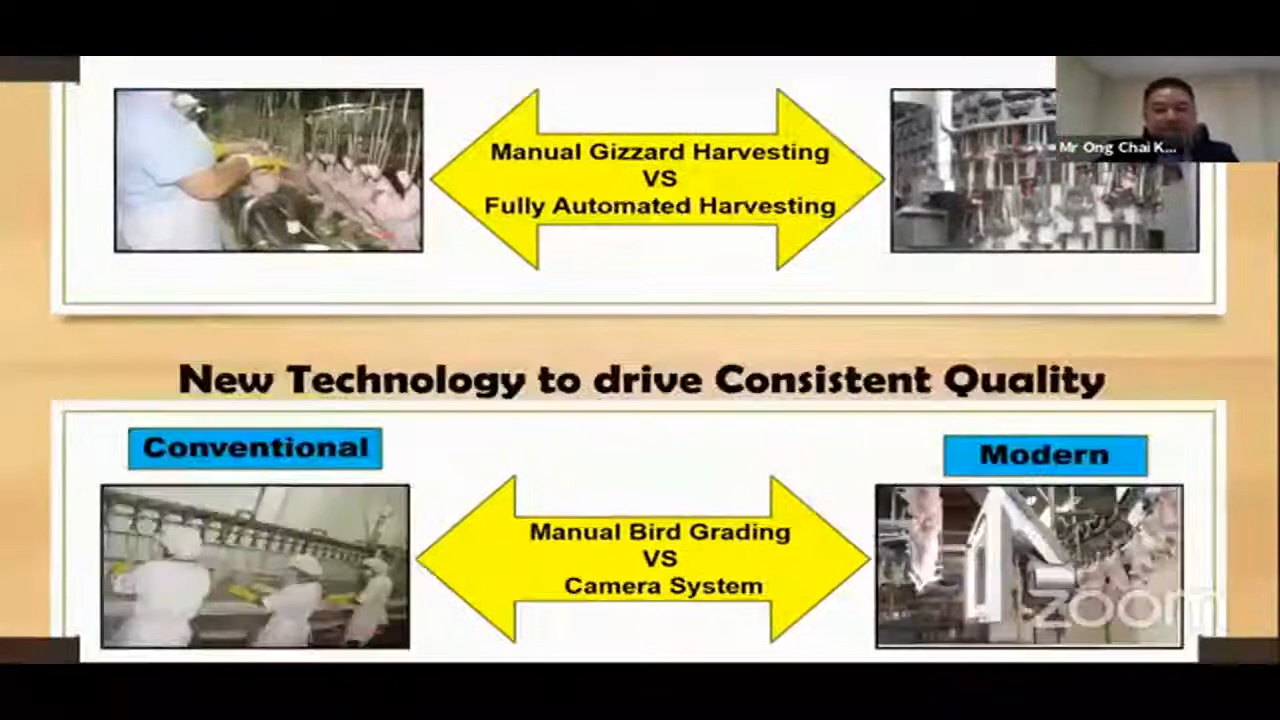 Mr Ong Chai K...
Manual Gizzard Harvesting
VS
Fully Automated Harvesting
New Technology to drive Consistent Quality
Conventional
Modern
Manual Bird Grading
VS
Camera System
zoom